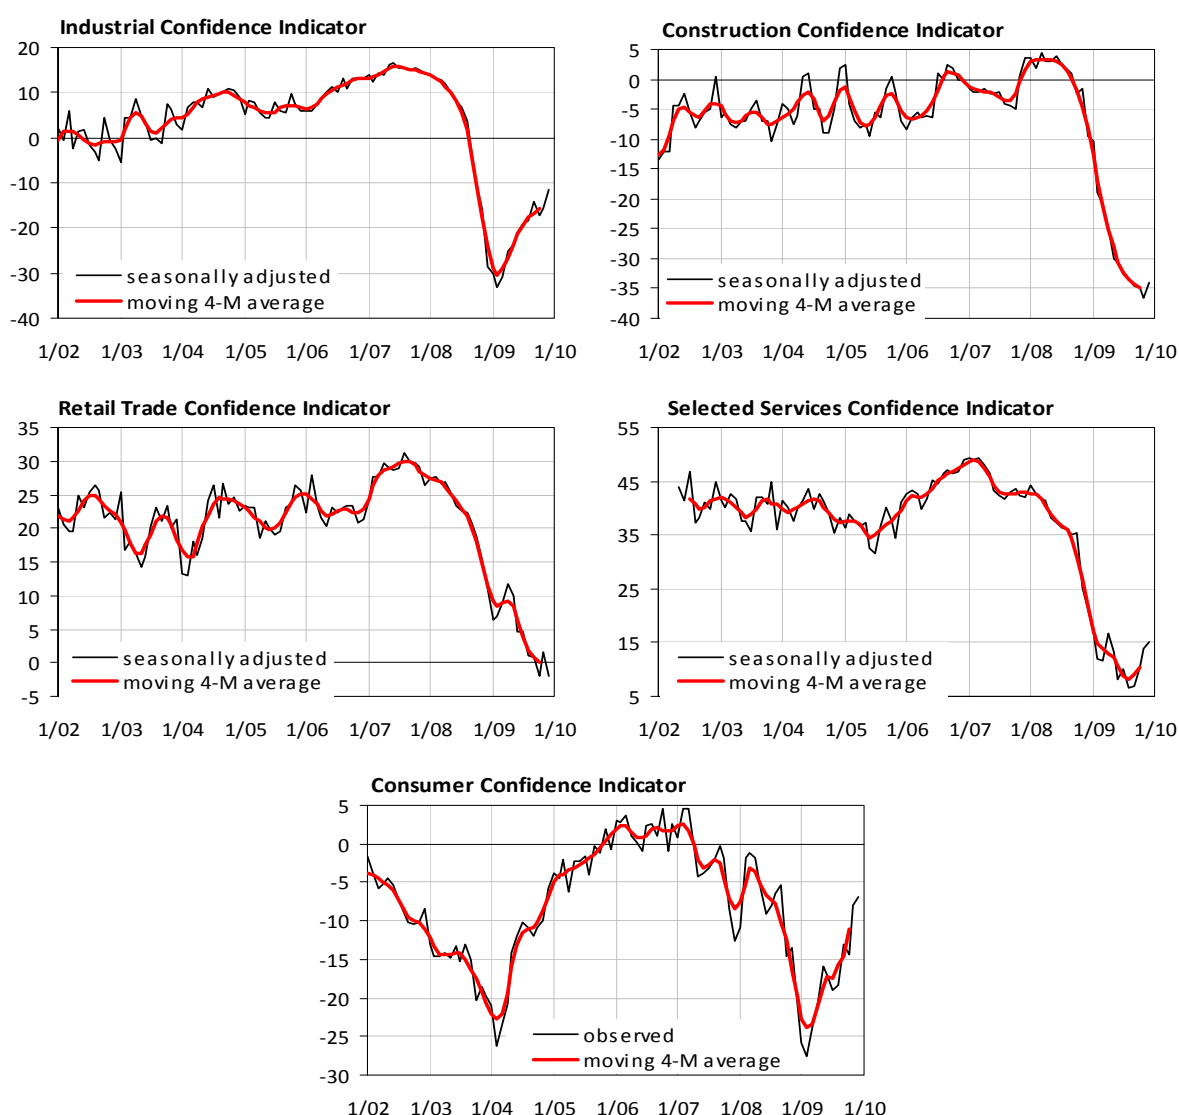 Industrial Confidence Indicator
20
10
0
-10
-20
-30
-40
seasonally adjusted
moving 4-M average
1/02 1/03 1/04 1/05 1/06 1/07 1/08 1/09 1/10
Construction Confidence Indicator
5
0
-5
-10
-15
-20
-25
-30
-35
-40
seasonally adjusted
moving 4-M average
1/02 1/03 1/04 1/05 1/06 1/07 1/08 1/09 1/10
Retail Trade Confidence Indicator
35
30
25
20
15
10
5
0
-5
seasonally adjusted
moving 4-M average
1/02 1/03 1/04 1/05 1/06 1/07 1/08 1/09 1/10
Selected Services Confidence Indicator
55
45
35
25
15
5
seasonally adjusted
moving 4-M average
1/02 1/03 1/04 1/05 1/06 1/07 1/08 1/09 1/10
Consumer Confidence Indicator
5
0
-5
-10
-15
-20
-25
-30
observed
moving 4-M average
1/02 1/03 1/04 1/05 1/06 1/07 1/08 1/09 1/10